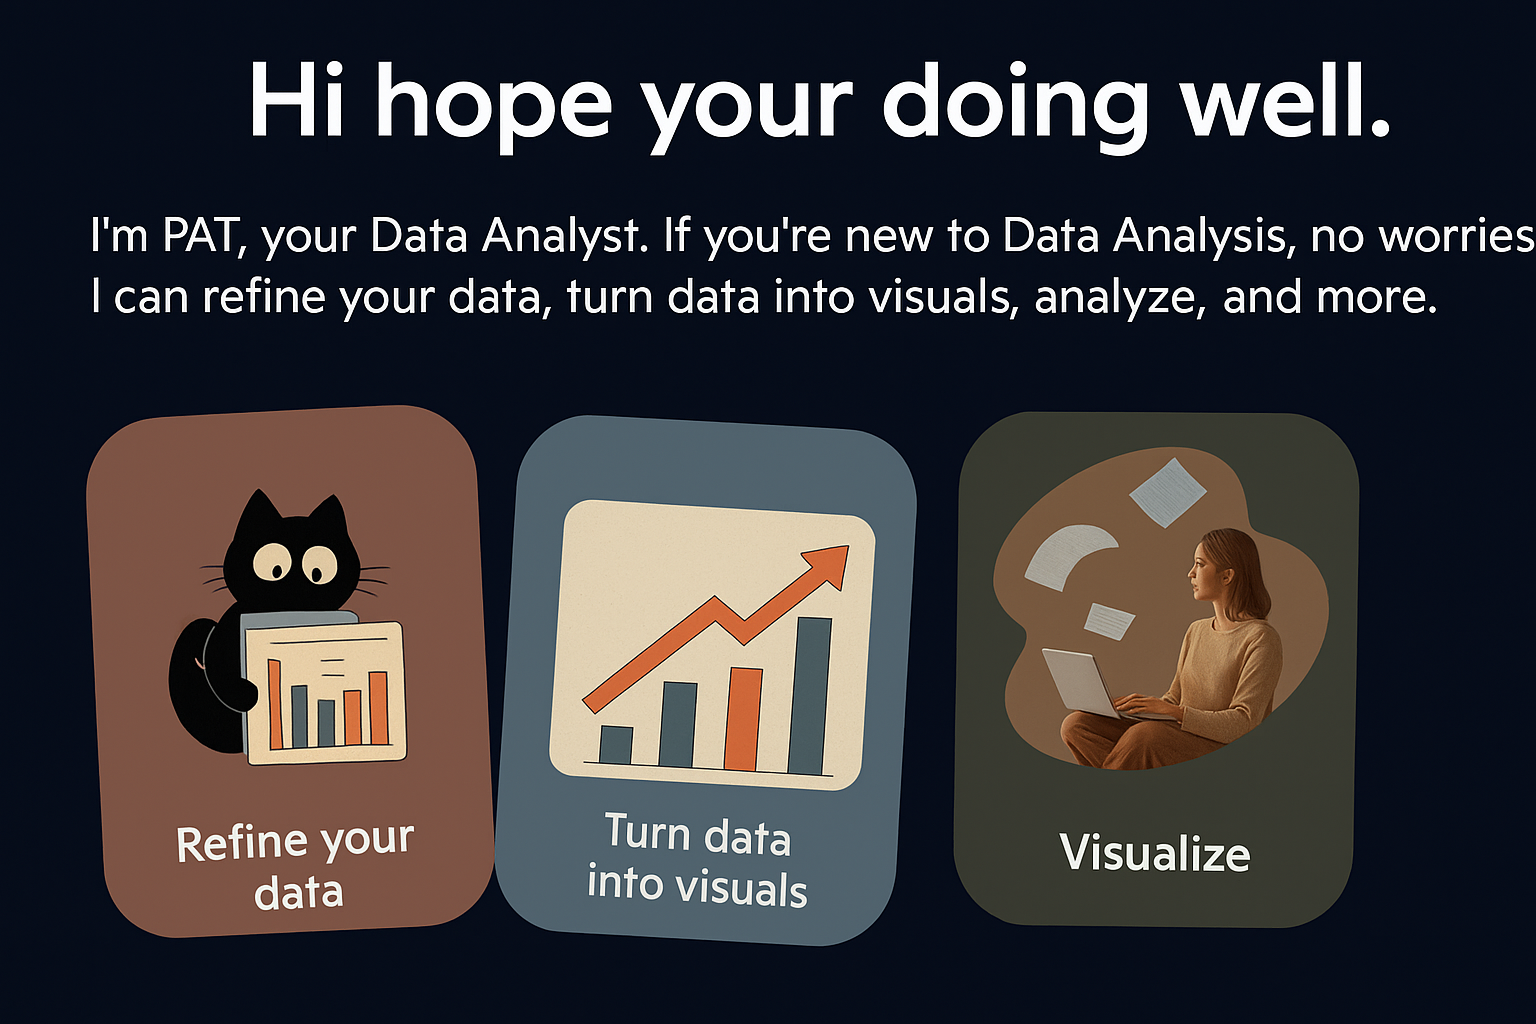 Hi hope your doing well.
I'm PAT, your Data Analyst. If you're new to Data Analysis, no worries
I can refine your data, turn data into visuals, analyze, and more.
Refine your
data
Turn data
into visuals
Visualize